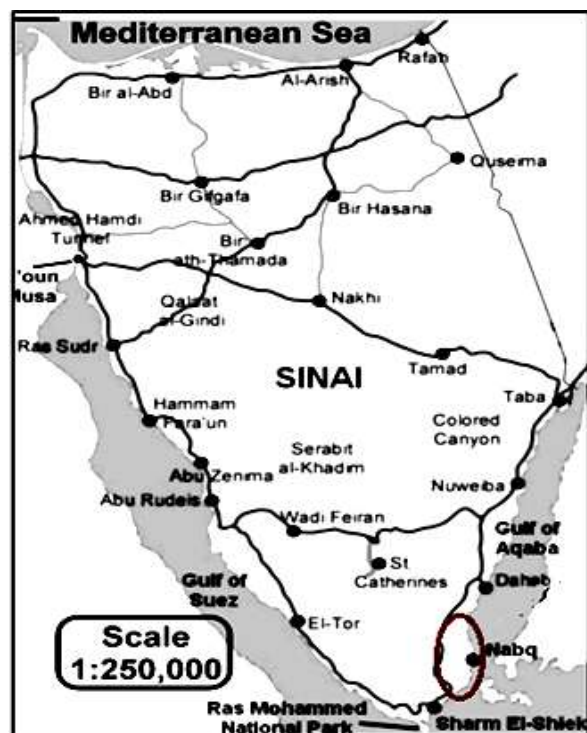 Mediterranean Sea
Rafah
Al-Arish
Bir al-Abd
Quseima
Bir Gifgafa
Bir Hasana
Ahmed Hamdi
Tunnel
Bir
ath-Thamada
'oun
Musa
Qalaat
al-Gindi
Nakhl
Ras Sudr
Tamad
SINAI
Taba
Hammam
Fara'un
Colored
Canyon
Serabit
al-Khadim
Abu Zenima
Nuweiba
Abu Rudeis
Wadi Feiran
Gulf of
Aqaba
St
Catherines
Dahab
Gulf of
Suez
El-Tor
Scale
1:250,000
Nabq
Ras Mohammed
National Park
Sharm El-Shiek